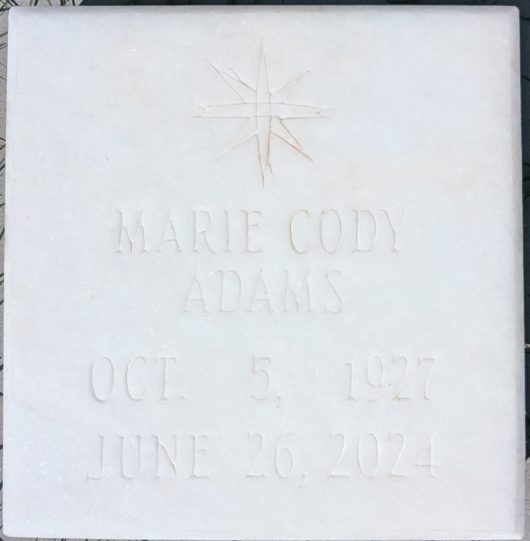 MARIE CODY
ADAMS
OCT. 5, 1927
JUNE 26, 2024